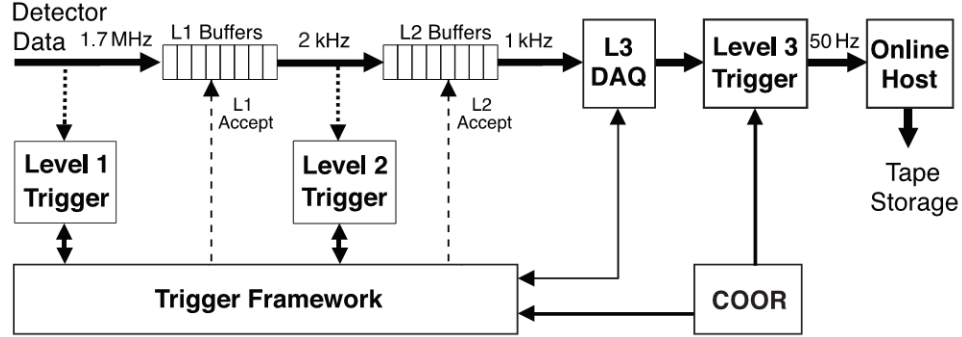 Detector
Data
1.7 MHz
L1 Buffers
2 kHz
L2 Buffers
1 kHz
L3
DAQ
Level 3
Trigger
50 Hz
Online
Host
L1
Accept
L2
Accept
Level 1
Trigger
Level 2
Trigger
Tape
Storage
Trigger Framework
COOR